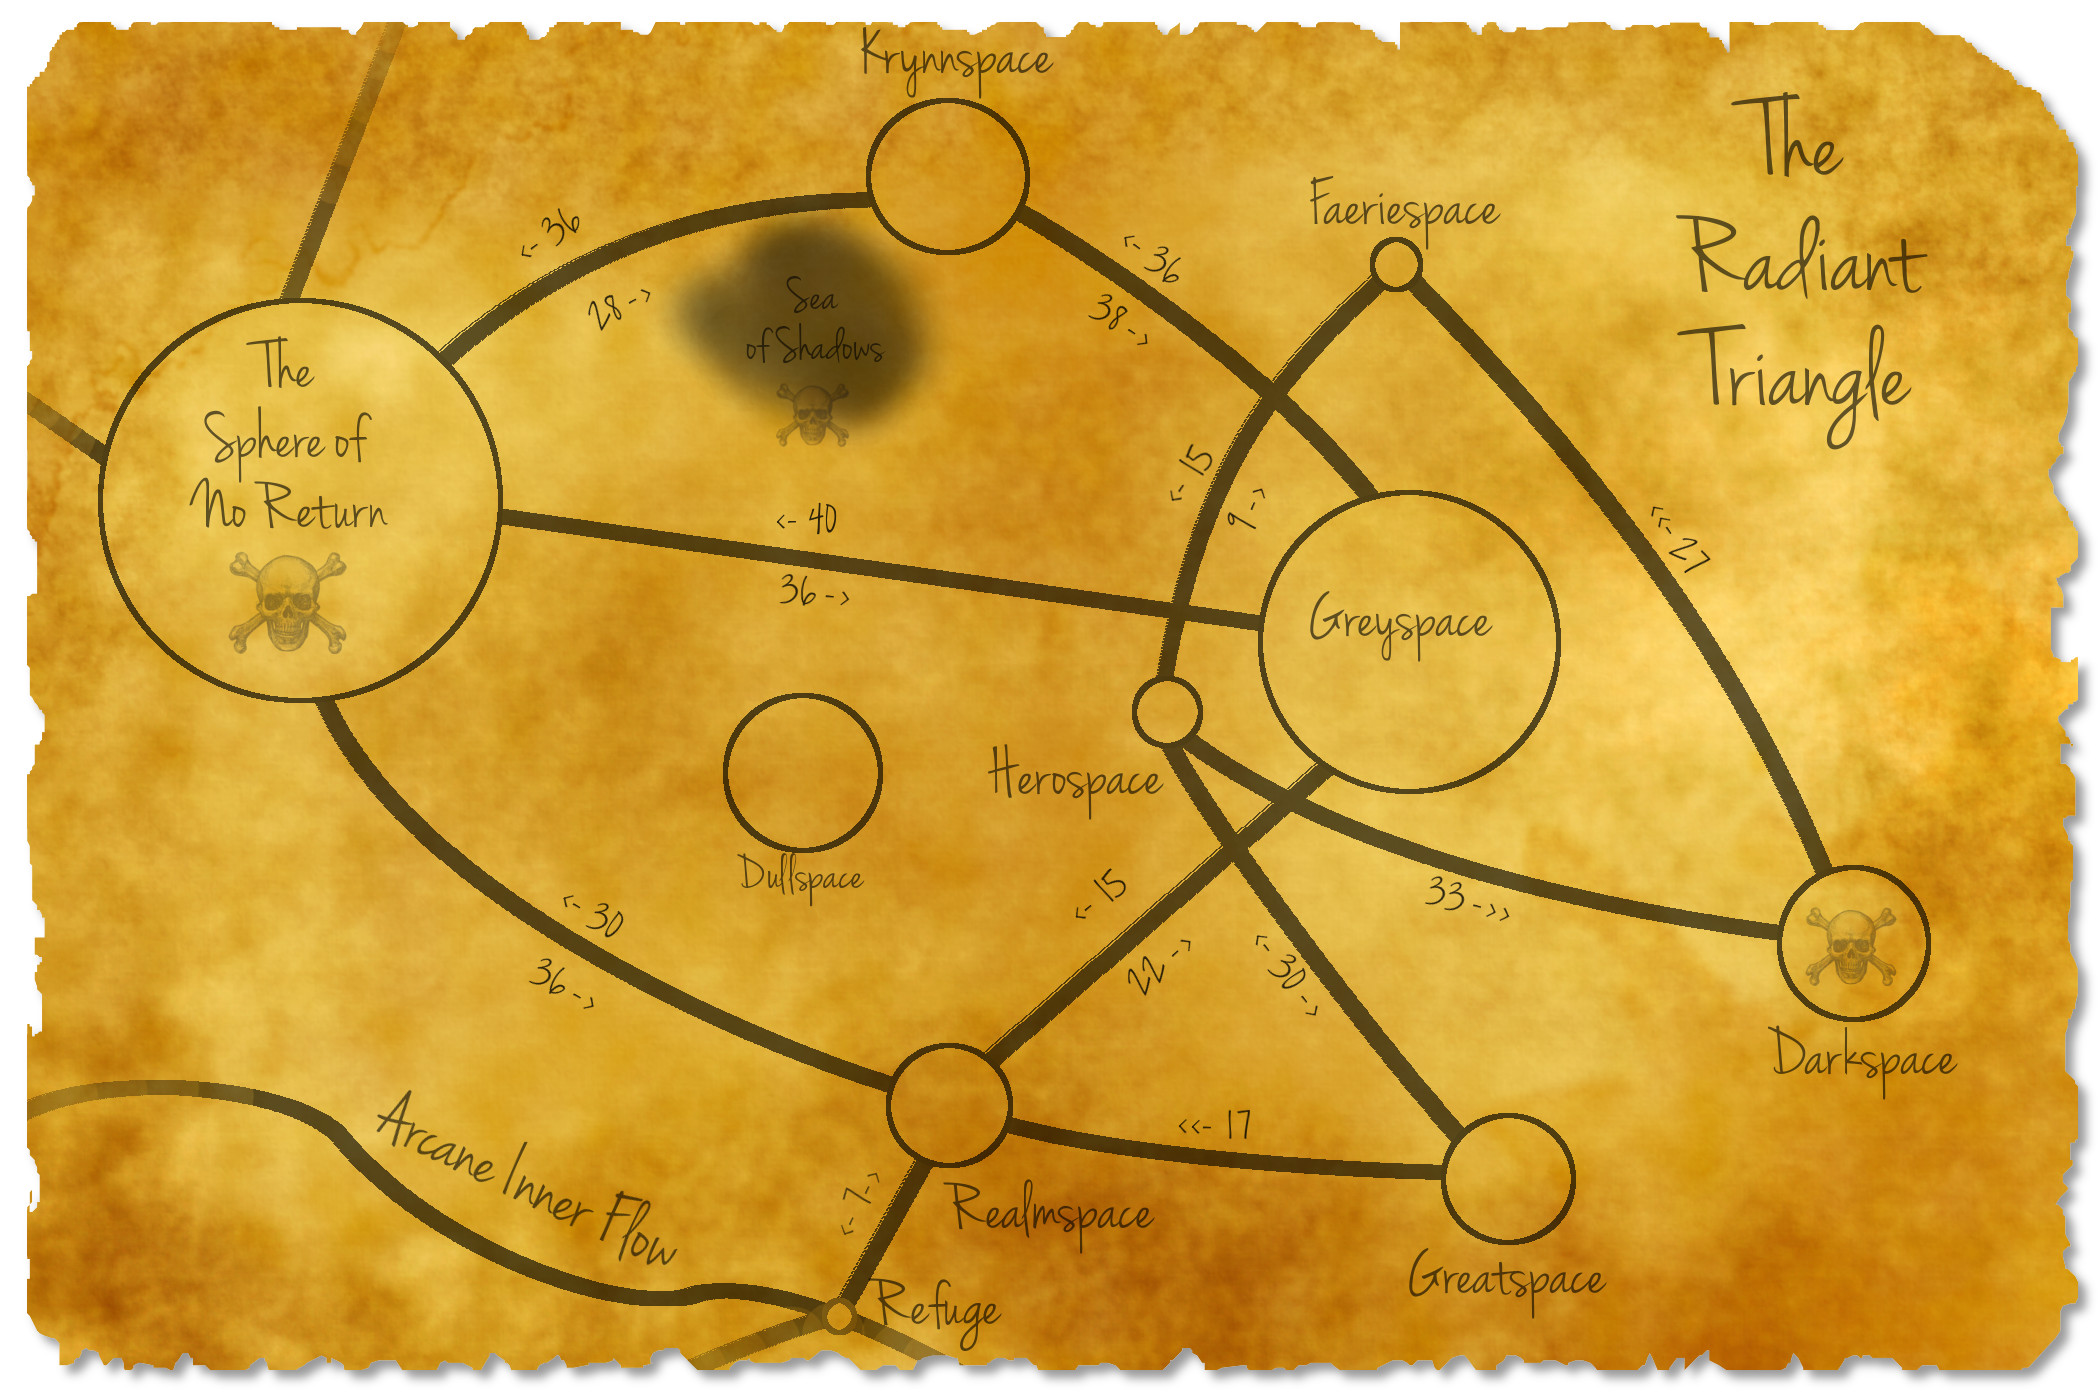 Krynnspace
The
Radiant
Triangle
Faeriespace
<- 36
28 ->
<- 36
38 ->
Sea
of Shadows
The
Sphere of
No Return
<- 15
9 ->
<- 40
36 ->
<<- 27
Greyspace
Herospace
Dullspace
<- 30
36 ->
<- 15
22 ->
33 ->>
<- 30 ->
Darkspace
Arcane Inner Flow
<<- 17
<- 7 ->
Realmspace
Greatspace
Refuge